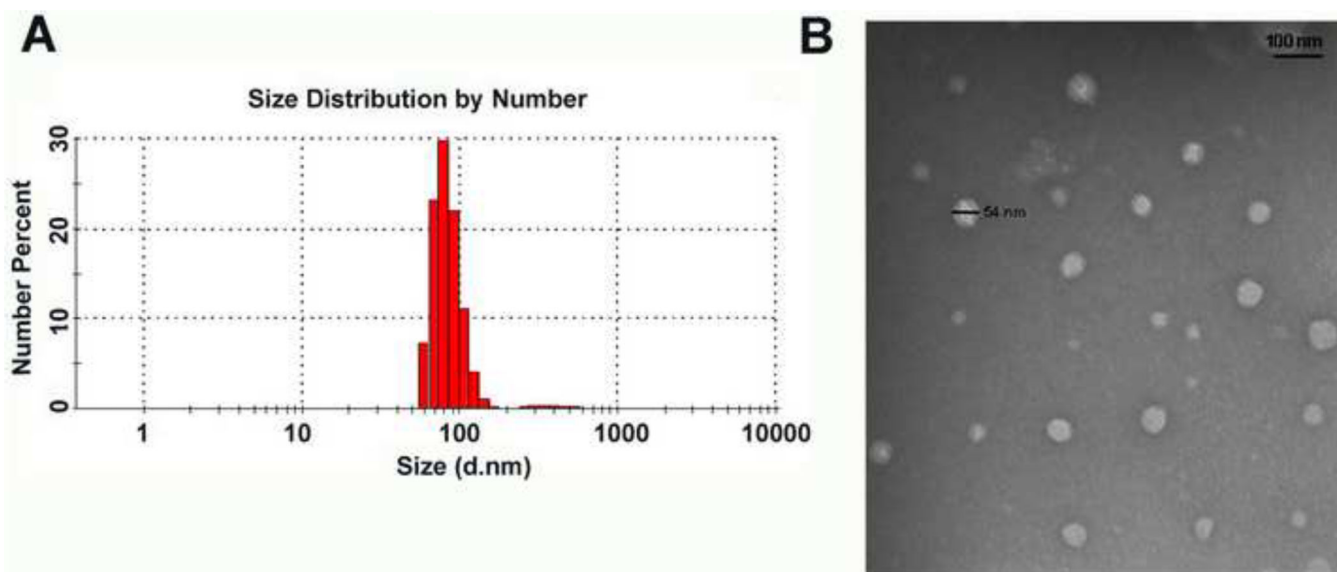 A
Size Distribution by Number
Number Percent
30
20
10
0
1
10
100
1000
10000
Size (d.nm)
B
100 nm
54 nm